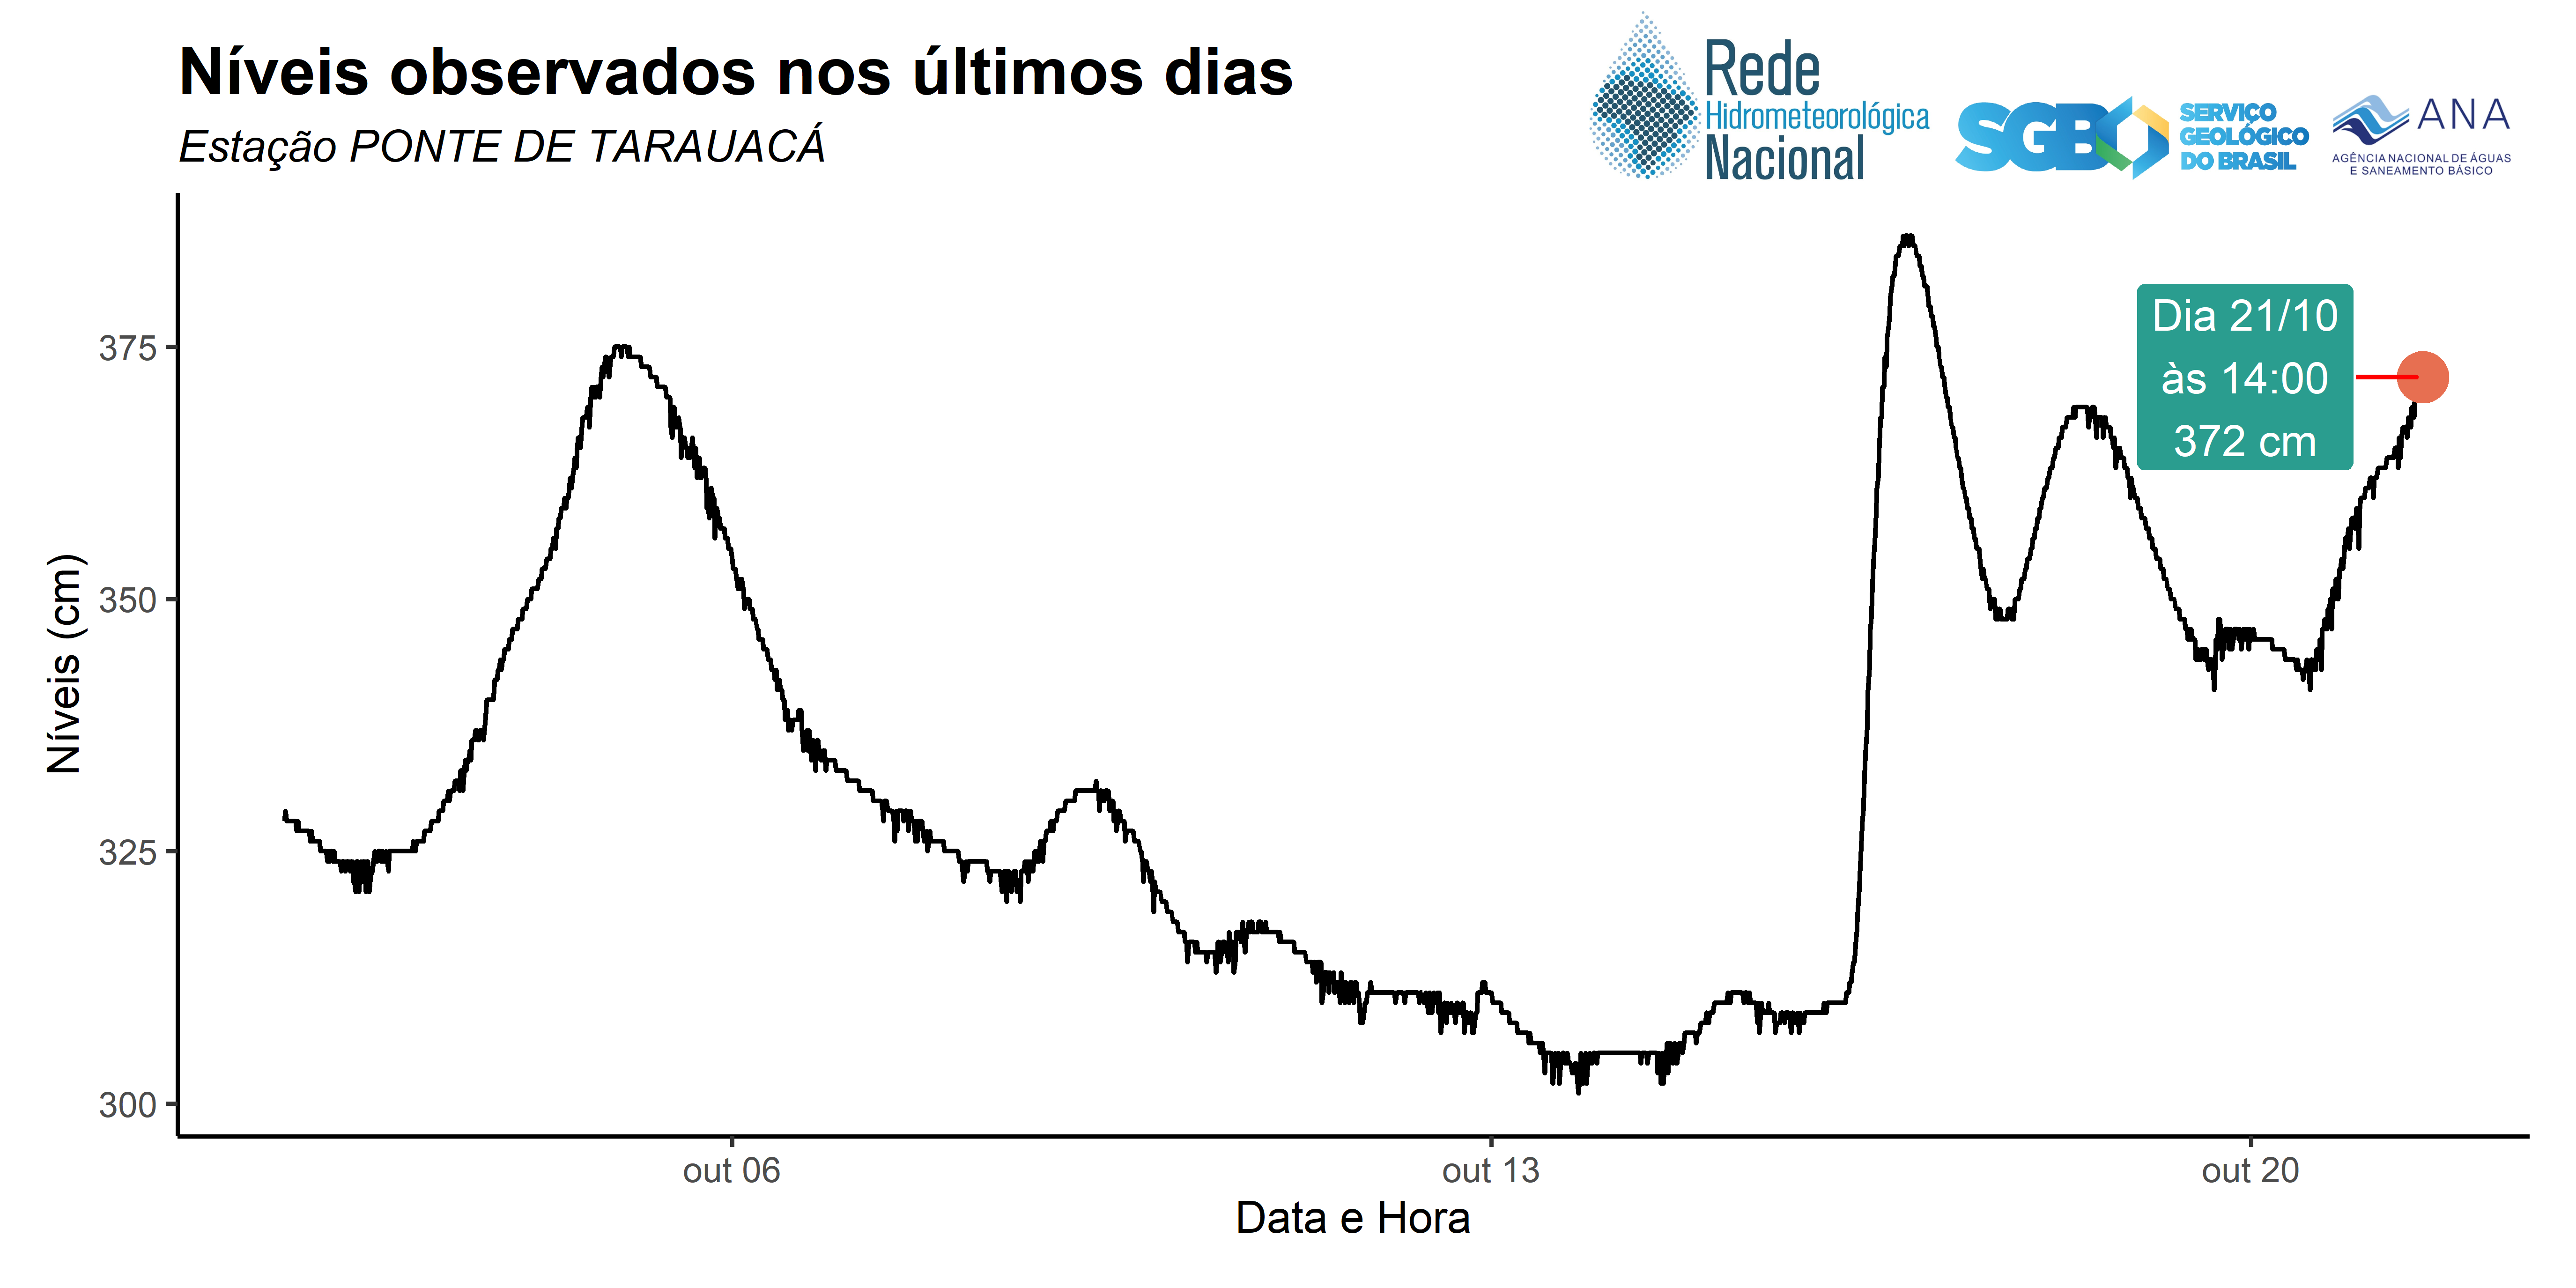 Níveis observados nos últimos dias
Estação PONTE DE TARAUACÁ
Rede
Hidrometeorológica
Nacional
SGB
SERVIÇO
GEOLÓGICO
DO BRASIL
ANA
AGÊNCIA NACIONAL DE ÁGUAS
E SANEAMENTO BÁSICO
Dia 21/10
às 14:00
372 cm
375
350
325
300
Níveis (cm)
out 06
out 13
out 20
Data e Hora